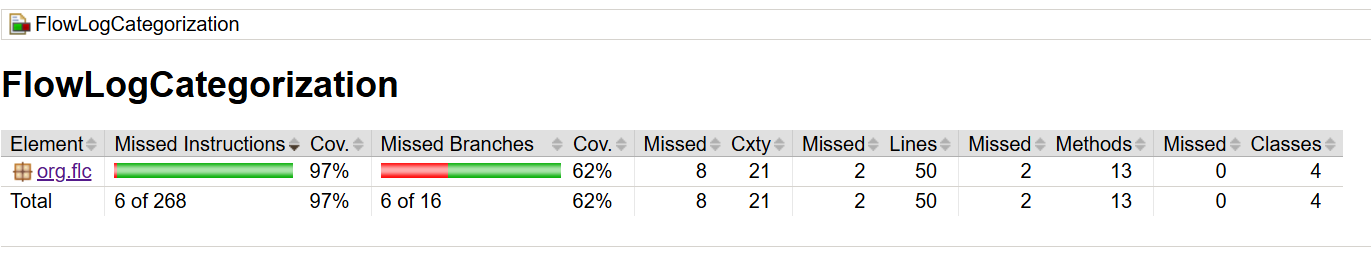 FlowLogCategorization
FlowLogCategorization
Element Missed Instructions Cov. Missed Branches Cov. Missed Cxty Missed Lines Missed Methods Missed Classes
org.flc 97% 62% 8 21 2 50 2 13 0 4
Total 6 of 268 97% 6 of 16 62% 8 21 2 50 2 13 0 4